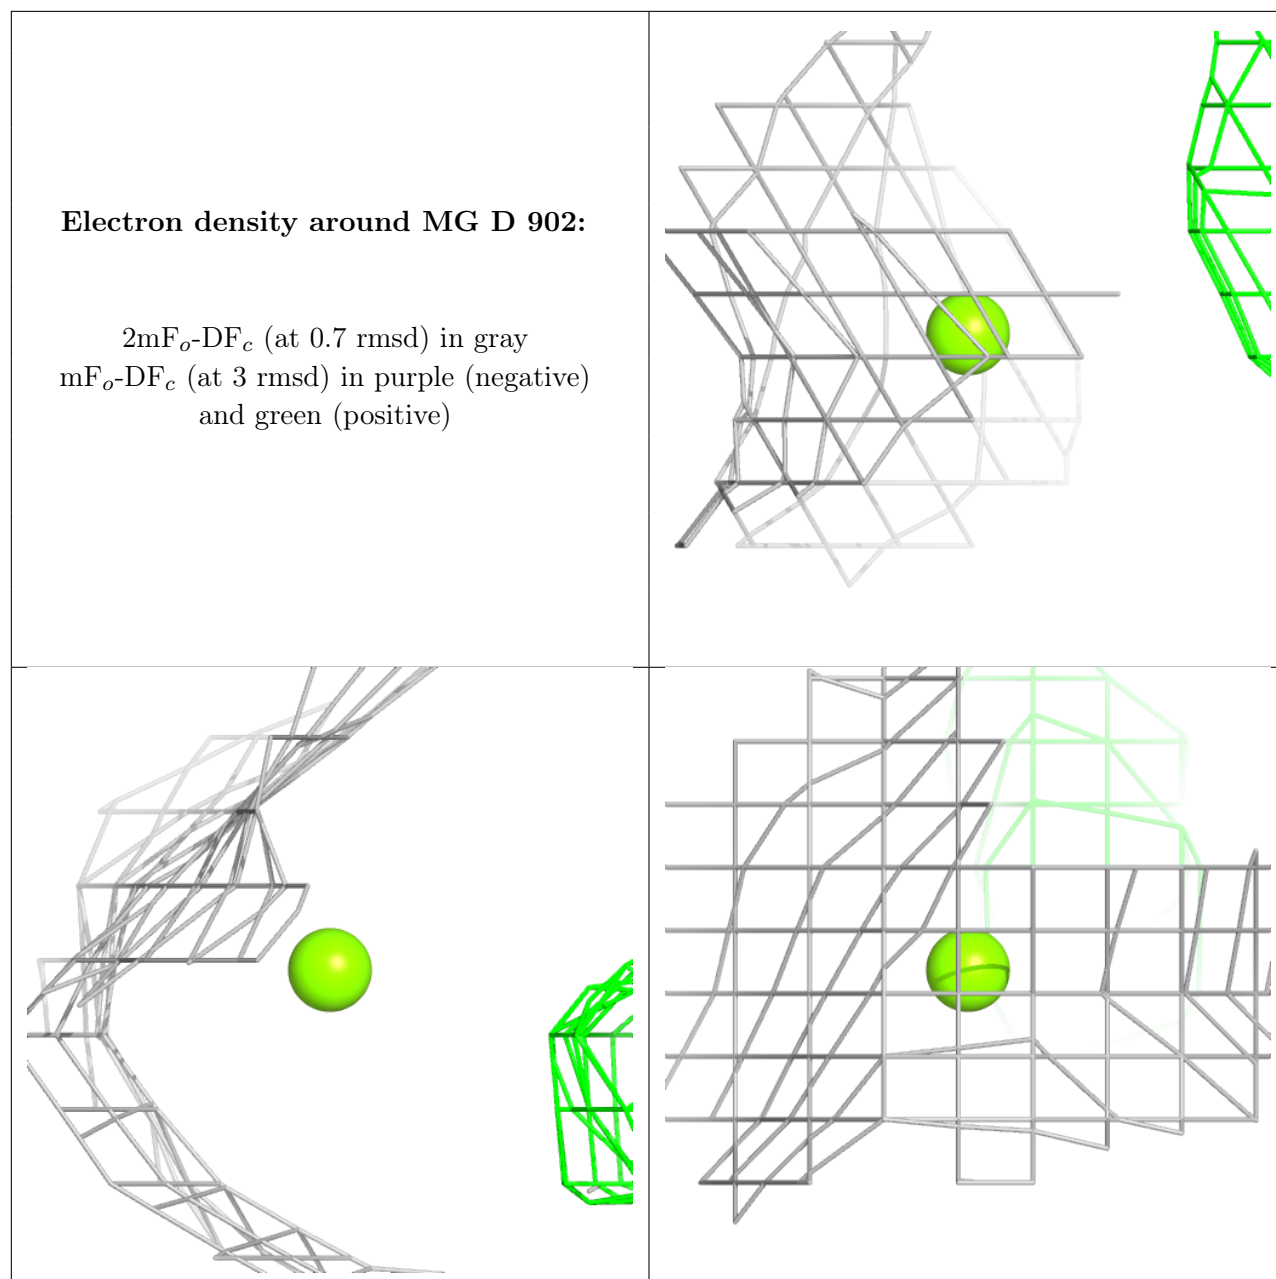 Electron density around MG D 902:
2mFₒ-DF𝑐 (at 0.7 rmsd) in gray
mFₒ-DF𝑐 (at 3 rmsd) in purple (negative)
and green (positive)